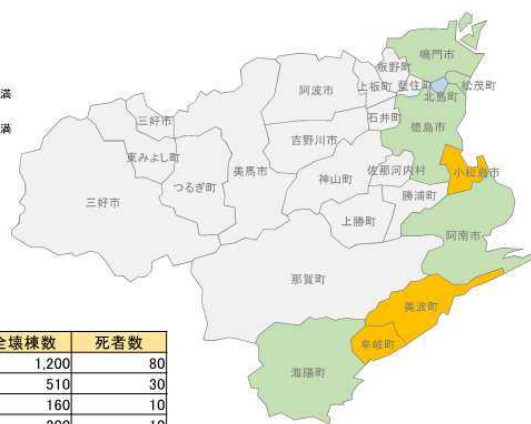 満
満
鳴門市
板野町
上板町 藍住町 松茂町
北島町
阿波市
石井町
徳島市
三好市
吉野川市
東みよし町
つるぎ町
美馬市
神山町
佐那河内村
小松島市
勝浦町
三好市
上勝町
阿南市
那賀町
美波町
牟岐町
海陽町
全壊棟数 死者数
1,200 80
510 30
160 10